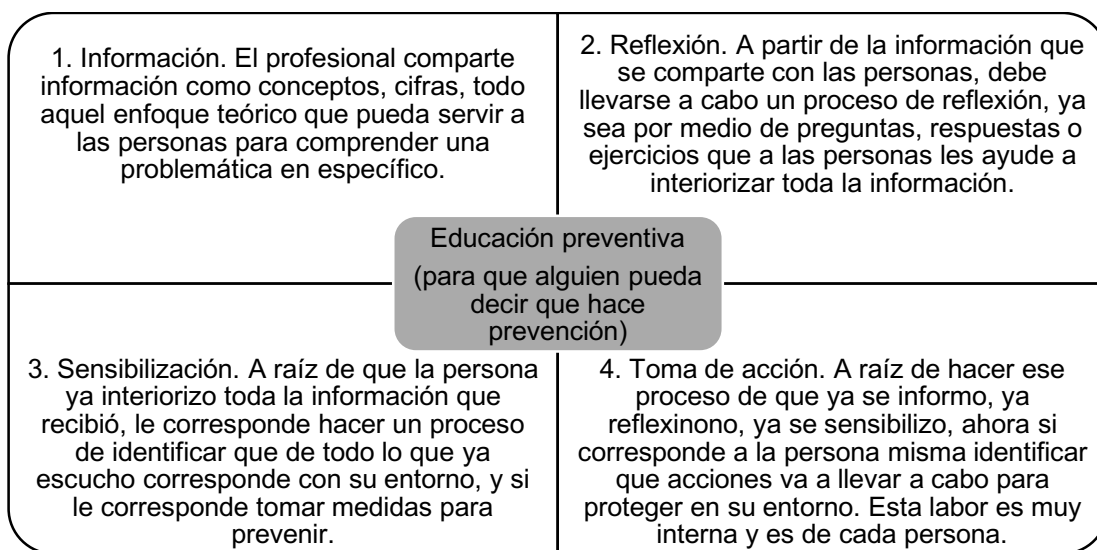 1. Información. El profesional comparte
información como conceptos, cifras, todo
aquel enfoque teórico que pueda servir a
las personas para comprender una
problemática en específico.
2. Reflexión. A partir de la información que
se comparte con las personas, debe
llevarse a cabo un proceso de reflexión, ya
sea por medio de preguntas, respuestas o
ejercicios que a las personas les ayude a
interiorizar toda la información.
Educación preventiva
(para que alguien pueda
decir que hace
prevención)
3. Sensibilización. A raíz de que la persona
ya interiorizo toda la información que
recibió, le corresponde hacer un proceso
de identificar que de todo lo que ya
escucho corresponde con su entorno, y si
le corresponde tomar medidas para
prevenir.
4. Toma de acción. A raíz de hacer ese
proceso de que ya se informo, ya
reflexinono, ya se sensibilizo, ahora si
corresponde a la persona misma identificar
que acciones va a llevar a cabo para
proteger en su entorno. Esta labor es muy
interna y es de cada persona.